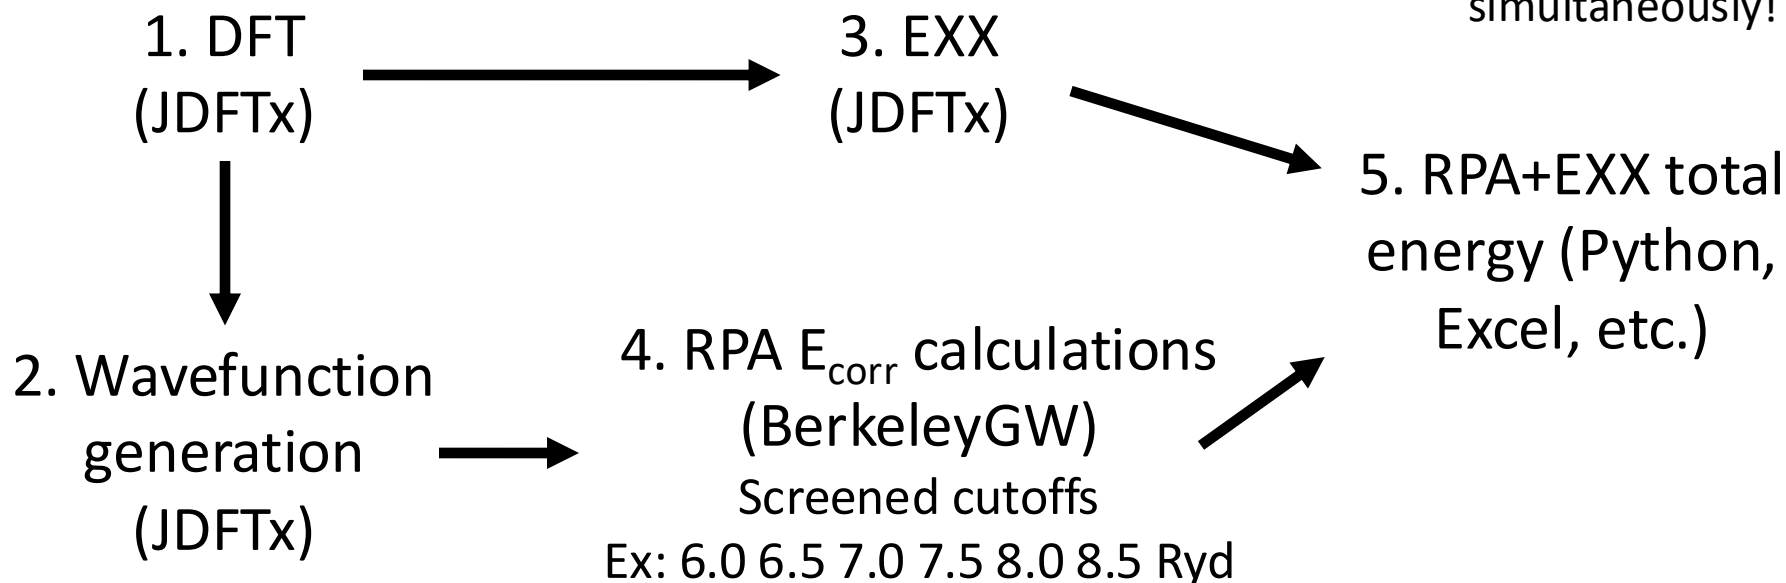 simultaneously!
1. DFT
(JDFTx)
3. EXX
(JDFTx)
5. RPA+EXX total
energy (Python,
Excel, etc.)
2. Wavefunction
generation
(JDFTx)
4. RPA Ecorr calculations
(BerkeleyGW)
Screened cutoffs
Ex: 6.0 6.5 7.0 7.5 8.0 8.5 Ryd